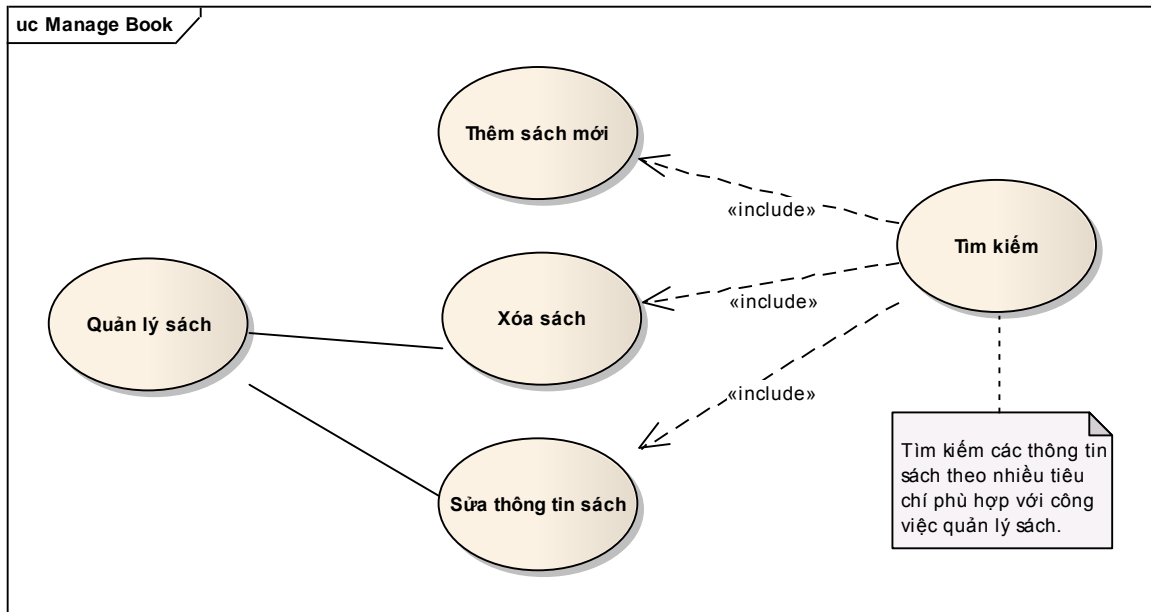 uc Manage Book
Thêm sách mới
«include»
Tìm kiếm
Xóa sách
«include»
Quản lý sách
«include»
Sửa thông tin sách
Tìm kiếm các thông tin
sách theo nhiều tiêu
chí phù hợp với công
việc quản lý sách.